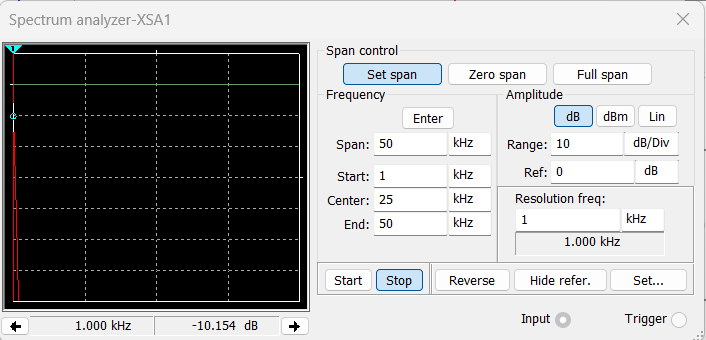 Spectrum analyzer-XSA1
1
Span control
Set span Zero span Full span
Frequency
Enter
Span: 50 kHz
Start: 1 kHz
Center: 25 kHz
End: 50 kHz
Amplitude
dB dBm Lin
Range: 10 dB/Div
Ref: 0 dB
Resolution freq:
1 kHz
1.000 kHz
Start Stop Reverse Hide refer. Set...
1.000 kHz -10.154 dB
Input Trigger